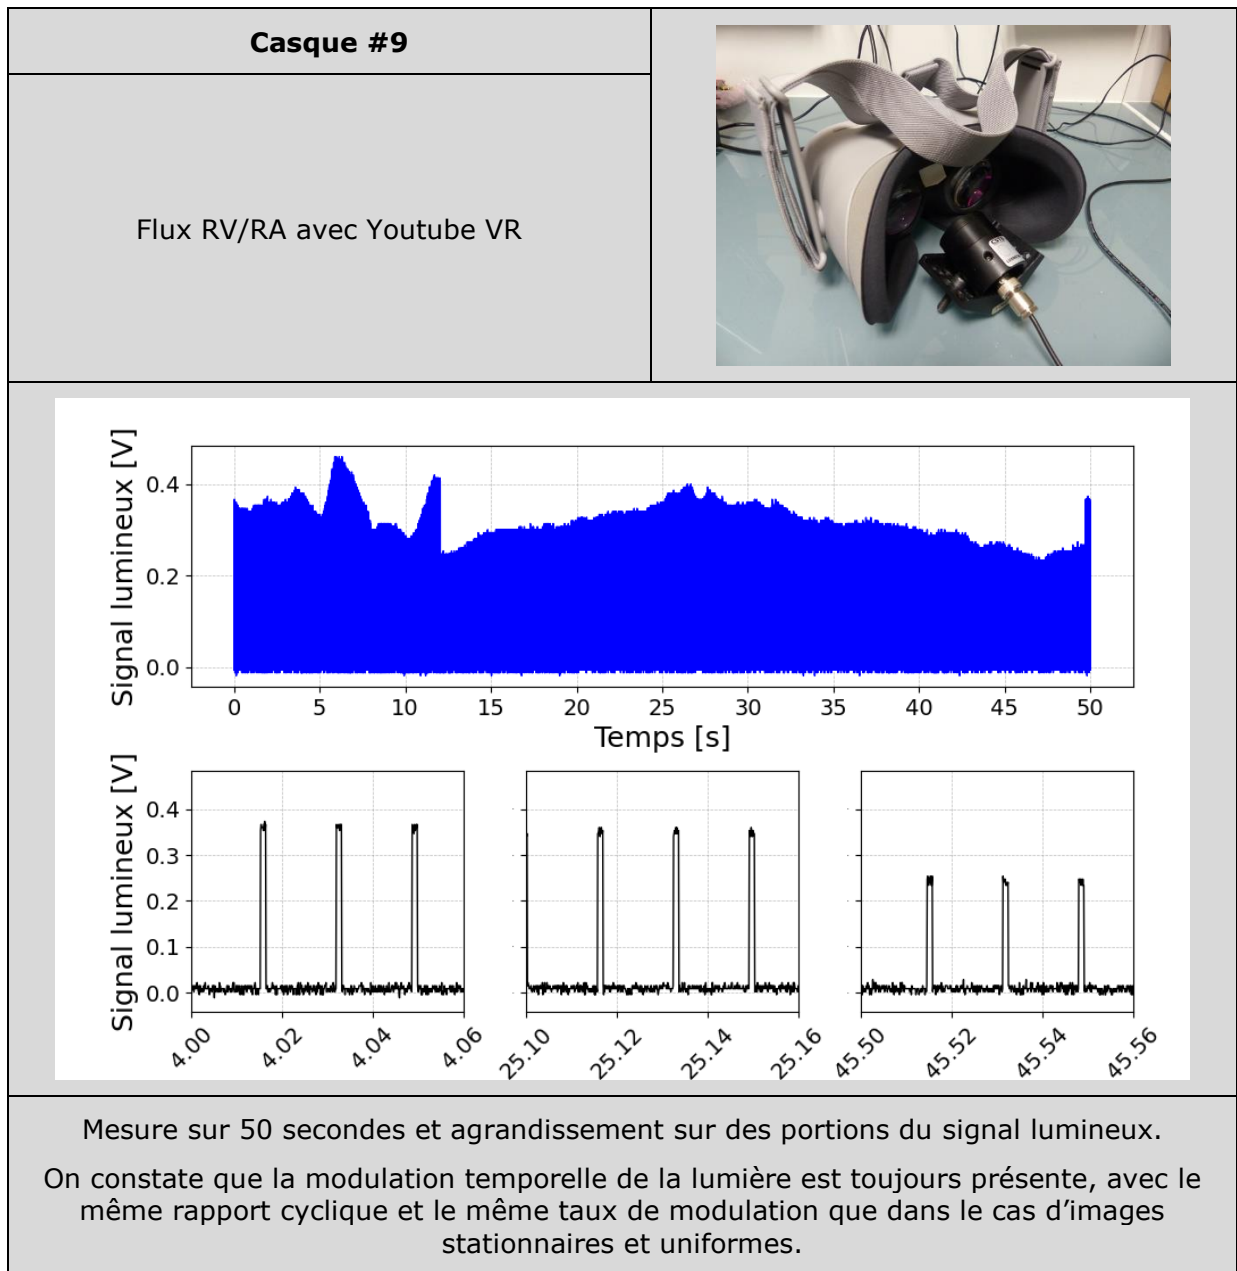 Casque #9
Flux RV/RA avec Youtube VR
Signal lumineux [V]
0.4
0.2
0.0
0 5 10 15 20 25 30 35 40 45 50
Temps [s]
Signal lumineux [V]
0.4
0.3
0.2
0.1
0.0
4.00 4.02 4.04 4.06
25.10 25.12 25.14 25.16
45.50 45.52 45.54 45.56
Mesure sur 50 secondes et agrandissement sur des portions du signal lumineux.
On constate que la modulation temporelle de la lumière est toujours présente, avec le
même rapport cyclique et le même taux de modulation que dans le cas d’images
stationnaires et uniformes.